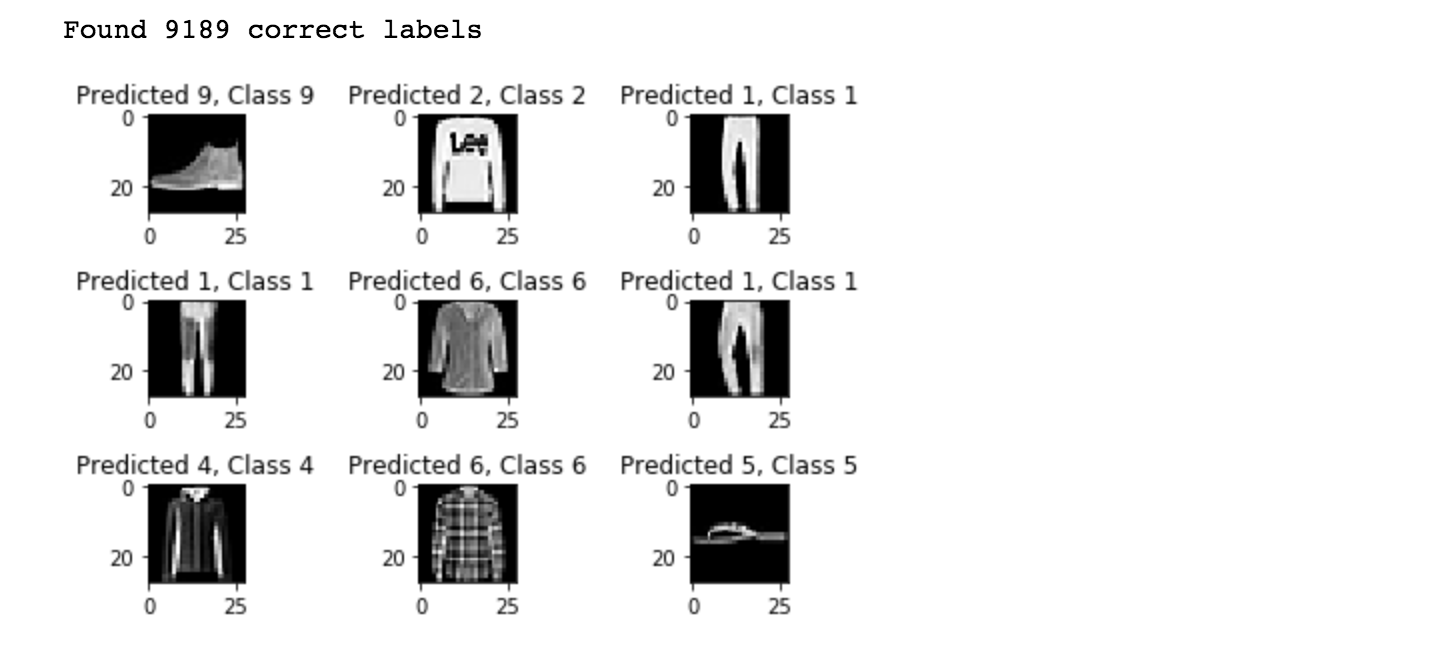 Found 9189 correct labels
Predicted 9, Class 9 Predicted 2, Class 2 Predicted 1, Class 1
0 0 0
Lee
20 20 20
0 25 0 25 0 25
Predicted 1, Class 1 Predicted 6, Class 6 Predicted 1, Class 1
0 0 0
20 20 20
0 25 0 25 0 25
Predicted 4, Class 4 Predicted 6, Class 6 Predicted 5, Class 5
0 0 0
20 20 20
0 25 0 25 0 25